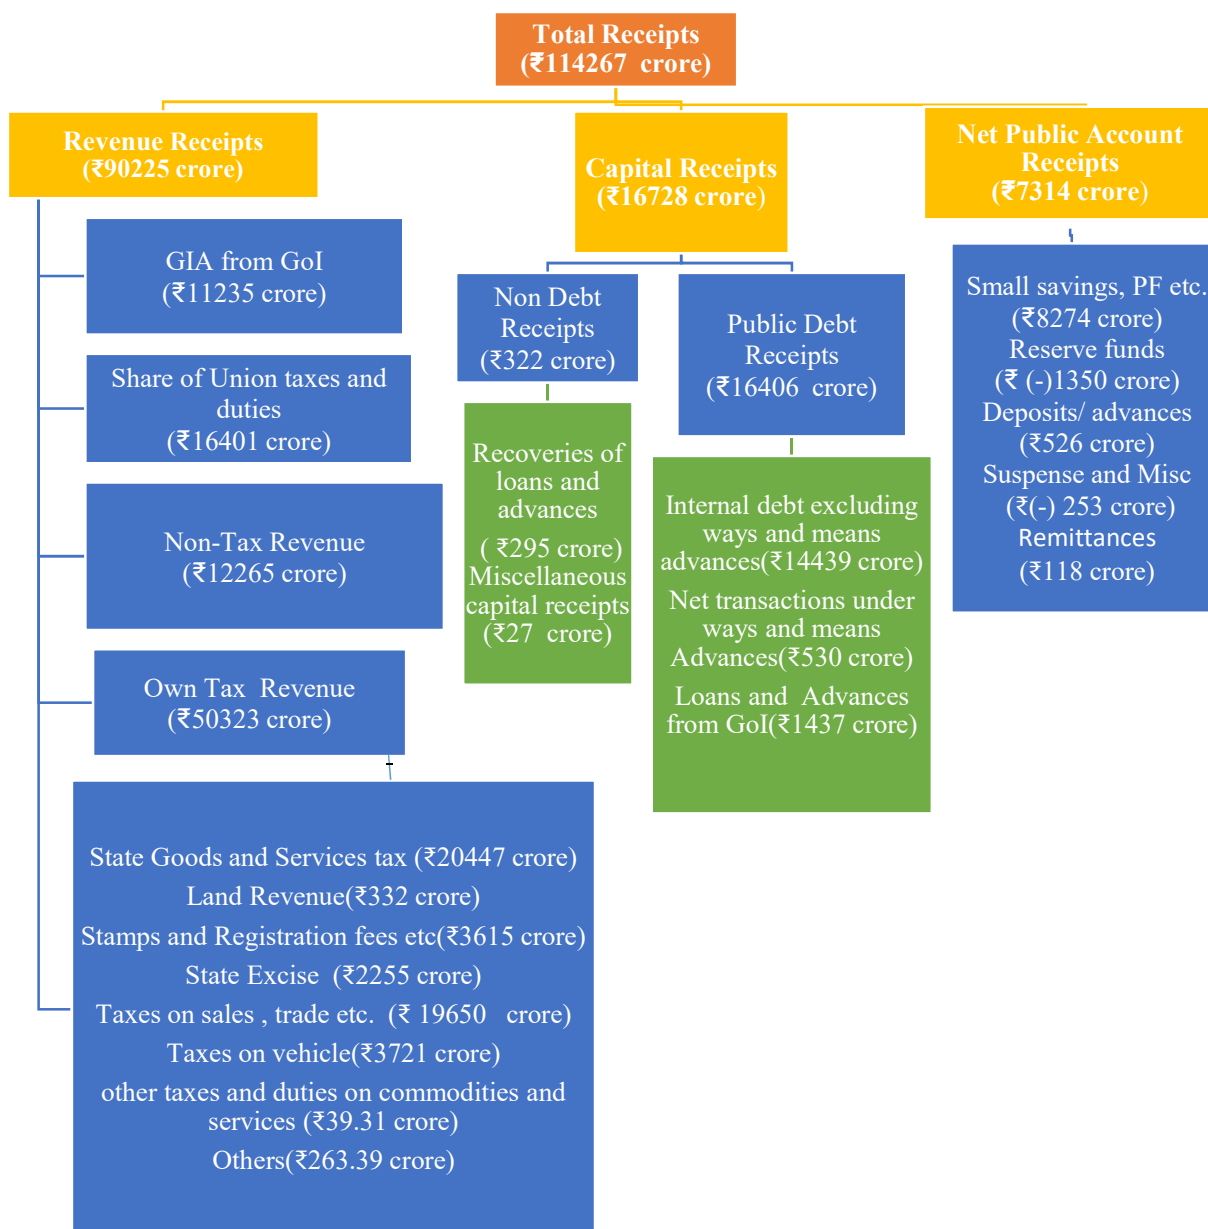 Total Receipts
(₹114267 crore)
Revenue Receipts
(₹90225 crore)
GIA from GoI
(₹11235 crore)
Share of Union taxes and
duties
(₹16401 crore)
Non-Tax Revenue
(₹12265 crore)
Own Tax Revenue
(₹50323 crore)
State Goods and Services tax (₹20447 crore)
Land Revenue(₹332 crore)
Stamps and Registration fees etc(₹3615 crore)
State Excise (₹2255 crore)
Taxes on sales , trade etc. (₹ 19650 crore)
Taxes on vehicle(₹3721 crore)
other taxes and duties on commodities and
services (₹39.31 crore)
Others(₹263.39 crore)
Capital Receipts
(₹16728 crore)
Non Debt
Receipts
(₹322 crore)
Recoveries of
loans and
advances
( ₹295 crore)
Miscellaneous
capital receipts
(₹27 crore)
Public Debt
Receipts
(₹16406 crore)
Internal debt excluding
ways and means
advances(₹14439 crore)
Net transactions under
ways and means
Advances(₹530 crore)
Loans and Advances
from GoI(₹1437 crore)
Net Public Account
Receipts
(₹7314 crore)
Small savings, PF etc.
(₹8274 crore)
Reserve funds
(₹ (-)1350 crore)
Deposits/ advances
(₹526 crore)
Suspense and Misc
(₹(-) 253 crore)
Remittances
(₹118 crore)